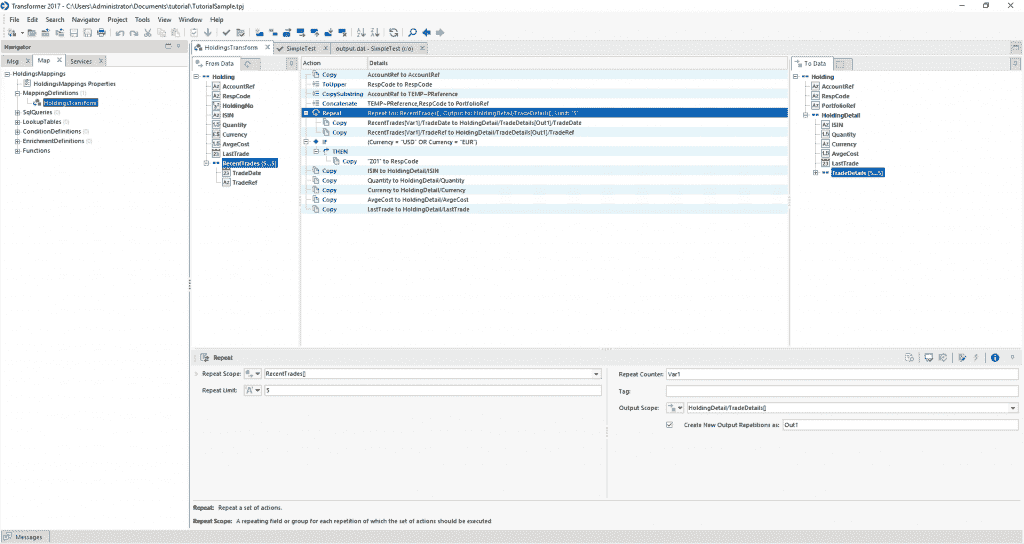 Transformer 2017 - C:\Users\Administrator\Documents\tutorial\TutorialSample.tpj
File Edit Search Navigator Project Tools View Window Help
Navigator
Msg Map Services
HoldingsMappings
HoldingsMappings Properties
MappingDefinitions (1)
HoldingsTransform
SqlQueries (0)
LookupTables (0)
ConditionDefinitions (0)
EnrichmentDefinitions (0)
Functions
HoldingsTransform SimpleTest output.dat - SimpleTest (r/o)
From Data
Holding
AccountRef
RespCode
HoldingNo
ISIN
Quantity
Currency
AvgeCost
LastTrade
RecentTrades [5...5]
TradeDate
TradeRef
Action Details
Copy AccountRef to AccountRef
ToUpper RespCode to RespCode
CopySubstring AccountRef to TEMP~PReference
Concatenate TEMP~PReference,RespCode to PortfolioRef
Repeat Repeat for: RecentTrades[], Output to: HoldingDetail/TradeDetails[], Limit: '5'
Copy RecentTrades[Var1]/TradeDate to HoldingDetail/TradeDetails[Out1]/TradeDate
Copy RecentTrades[Var1]/TradeRef to HoldingDetail/TradeDetails[Out1]/TradeRef
IF (Currency = 'USD' OR Currency = 'EUR')
THEN
Copy 'Z01' to RespCode
Copy ISIN to HoldingDetail/ISIN
Copy Quantity to HoldingDetail/Quantity
Copy Currency to HoldingDetail/Currency
Copy AvgeCost to HoldingDetail/AvgeCost
Copy LastTrade to HoldingDetail/LastTrade
To Data
Holding
AccountRef
RespCode
PortfolioRef
HoldingDetail
ISIN
Quantity
Currency
AvgeCost
LastTrade
TradeDetails [5...5]
Repeat
Repeat Scope: RecentTrades[]
Repeat Limit: 5
Repeat Counter: Var1
Tag:
Output Scope: HoldingDetail/TradeDetails[]
Create New Output Repetitions as: Out1
Repeat: Repeat a set of actions.
Repeat Scope: A repeating field or group for each repetition of which the set of actions should be executed
Messages